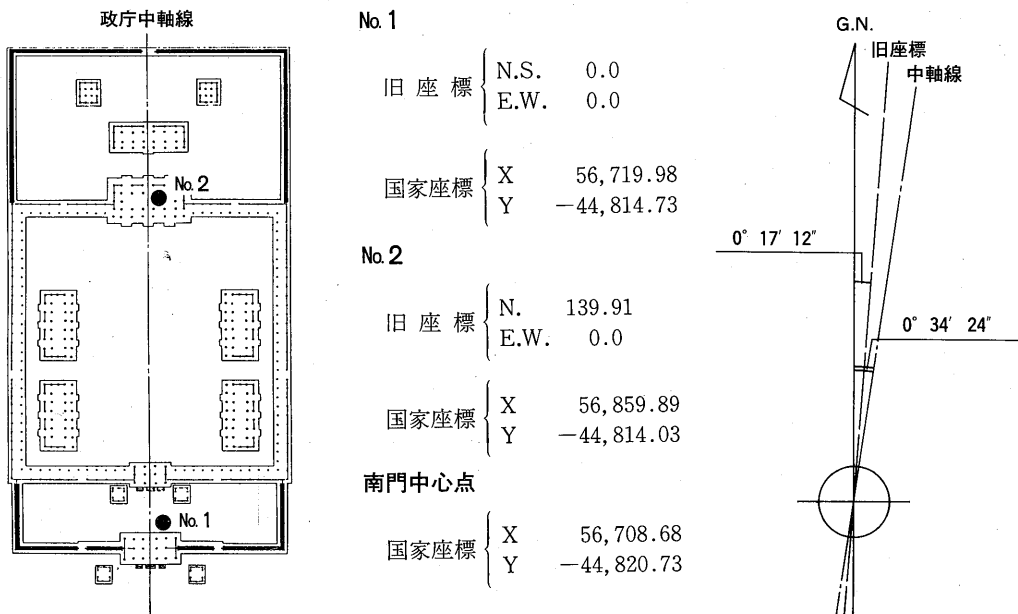 政庁中軸線
No. 2
No. 1
No. 1
旧座標
N.S. 0.0
E.W. 0.0
国家座標
X 56,719.98
Y −44,814.73
No. 2
旧座標
N. 139.91
E.W. 0.0
国家座標
X 56,859.89
Y −44,814.03
南門中心点
国家座標
X 56,708.68
Y −44,820.73
G.N.
旧座標
中軸線
0° 17′ 12″
0° 34′ 24″